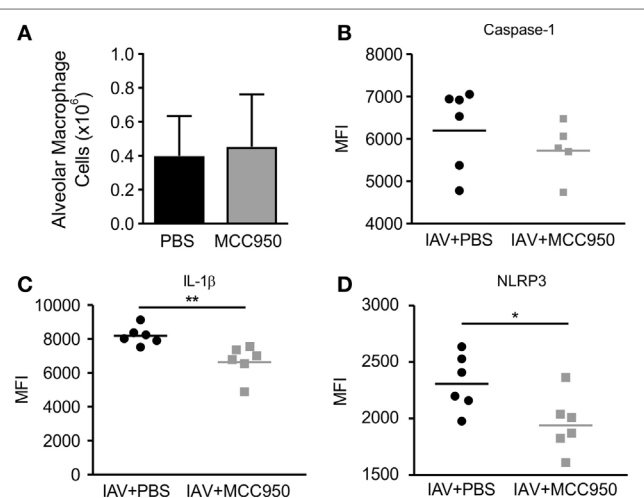 A
Alveolar Macrophage
Cells (x10⁶)
1.0
0.8
0.6
0.4
0.2
0.0
PBS MCC950
B
Caspase-1
MFI
8000
7000
6000
5000
4000
IAV+PBS IAV+MCC950
C
IL-1β
**
MFI
10000
8000
6000
4000
2000
0
IAV+PBS IAV+MCC950
D
NLRP3
*
MFI
3000
2500
2000
1500
IAV+PBS IAV+MCC950